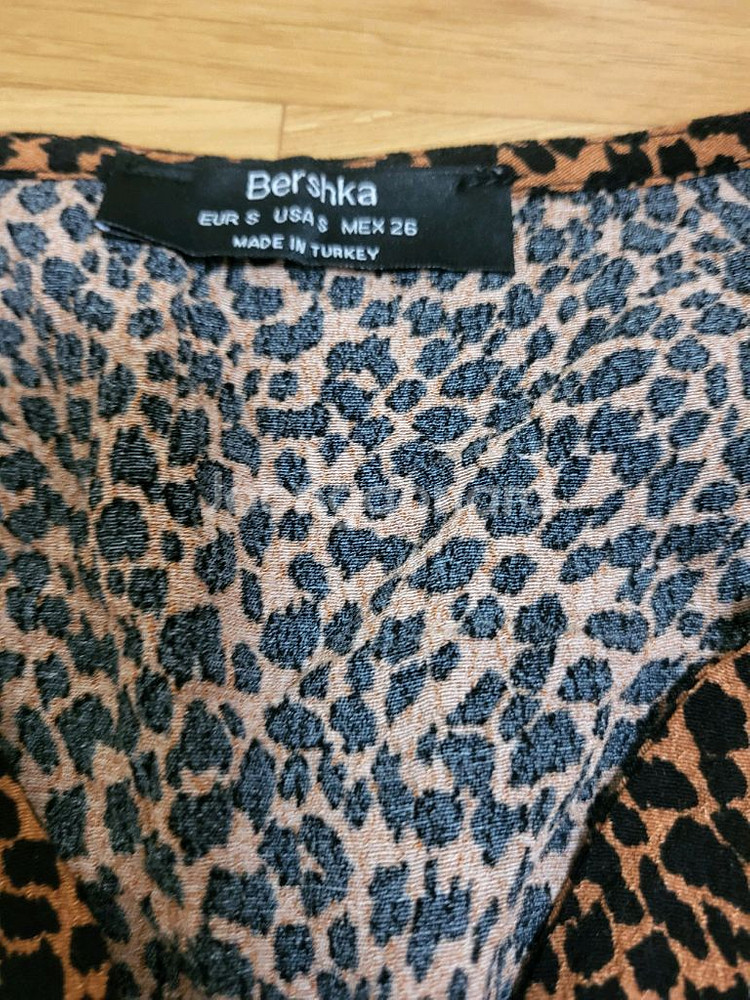 Bershka
EUR S USA S MEX 26
MADE IN TURKEY